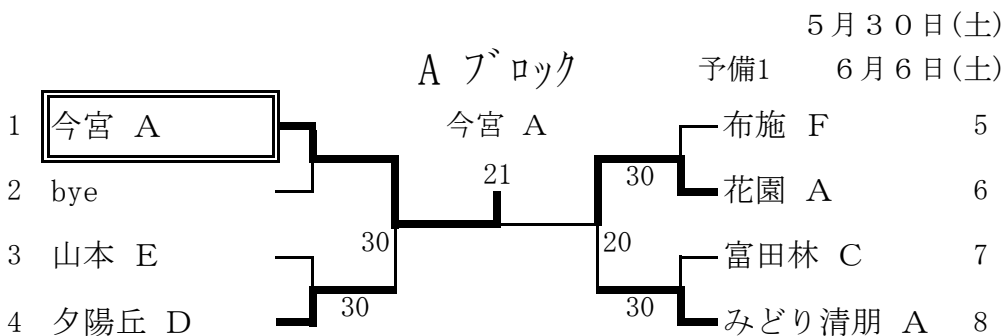 ５月３０日(土)
A ブロック
予備1 ６月６日(土)
1 今宮 A
今宮 A
布施 F 5
21
30
2 bye
花園 A 6
30
20
3 山本 E
富田林 C 7
30
30
4 夕陽丘 D
みどり清朋 A 8